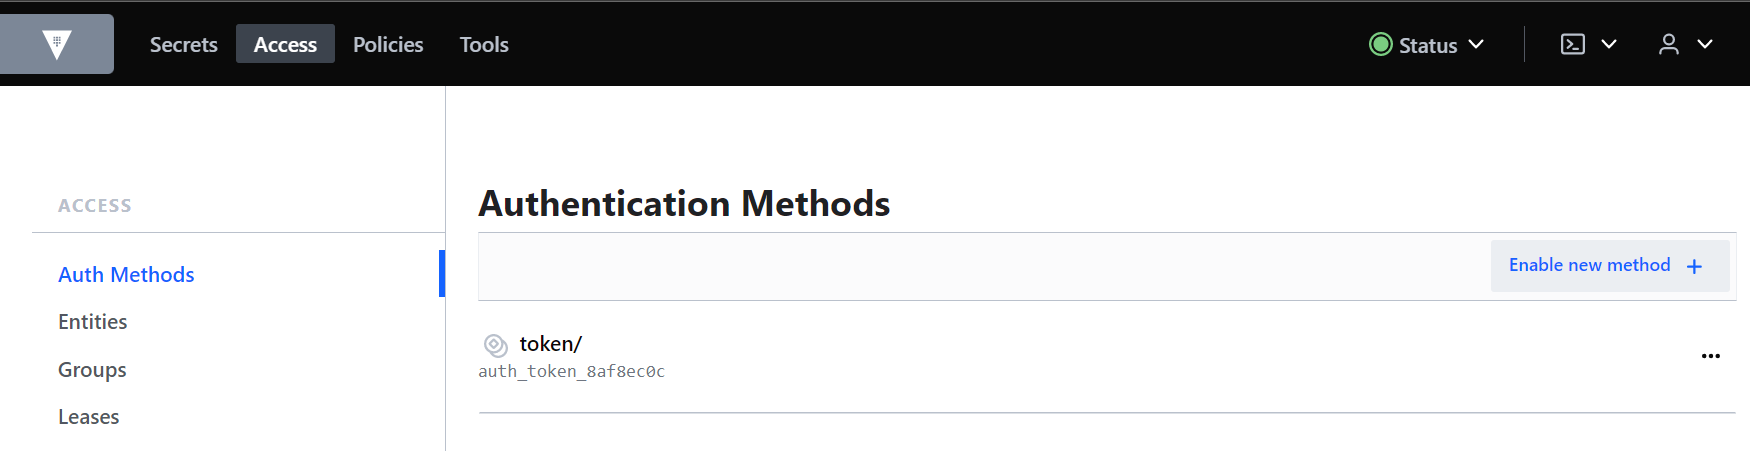 Secrets Access Policies Tools Status
ACCESS
Auth Methods
Entities
Groups
Leases
Authentication Methods
Enable new method +
token/
auth_token_8af8ec0c